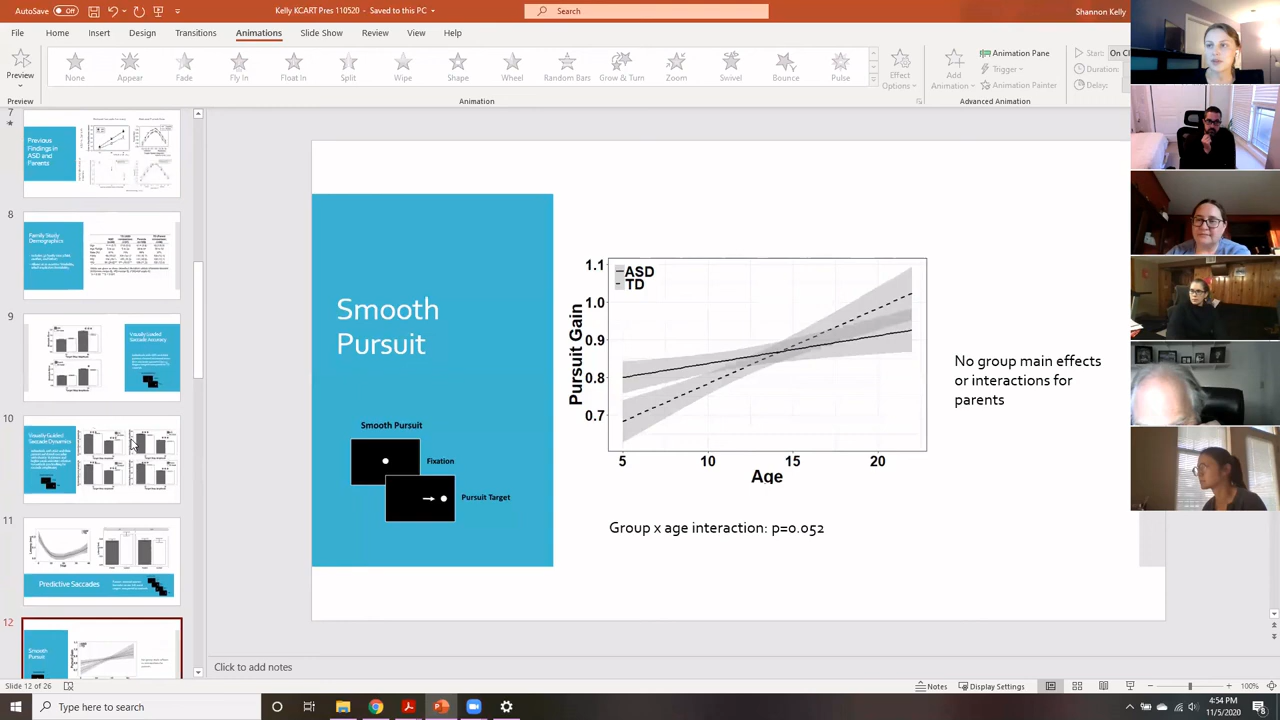 AutoSave Off
Kelly KCART Pres 110520 - Saved to this PC
Search
Shannon Kelly
File Home Insert Design Transitions Animations Slide Show Review View Help
Preview
None Appear Fade Fly In Float In Split Wipe Shape Wheel Random Bars Grow & Turn Zoom Swivel Bounce Pulse
Effect Options
Add Animation
Animation Pane
Trigger
Animation Painter
Start: On Cl
Duration:
Delay:
Preview
Animation
Advanced Animation
7
Previous
Findings in
ASD and
Parents
8
Family Study
Demographics
9
Visually Guided
Saccade Accuracy
10
Visually Guided
Saccade Dynamics
11
Predictive Saccades
12
Smooth
Pursuit
Smooth
Pursuit
Smooth Pursuit
Fixation
Pursuit Target
1.1
1.0
0.9
0.8
0.7
Pursuit Gain
ASD
TD
5 10 15 20
Age
Group x age interaction: p=0.052
No group main effects
or interactions for
parents
Click to add notes
Slide 12 of 26
Notes
Display Settings
100%
Type here to search
4:54 PM
11/5/2020